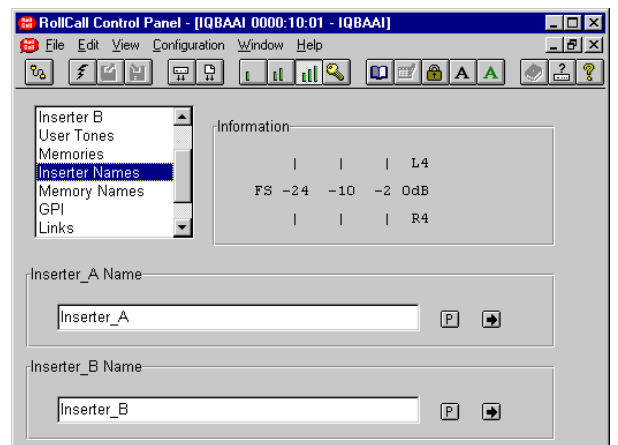 RollCall Control Panel - [IQBAAI 0000:10:01 - IQBAAI]
File Edit View Configuration Window Help
A A
Inserter B
User Tones
Memories
Inserter Names
Memory Names
GPI
Links
Information
| | | L4
FS -24 -10 -2 0dB
| | | R4
Inserter_A Name
Inserter_A P
Inserter_B Name
Inserter_B P